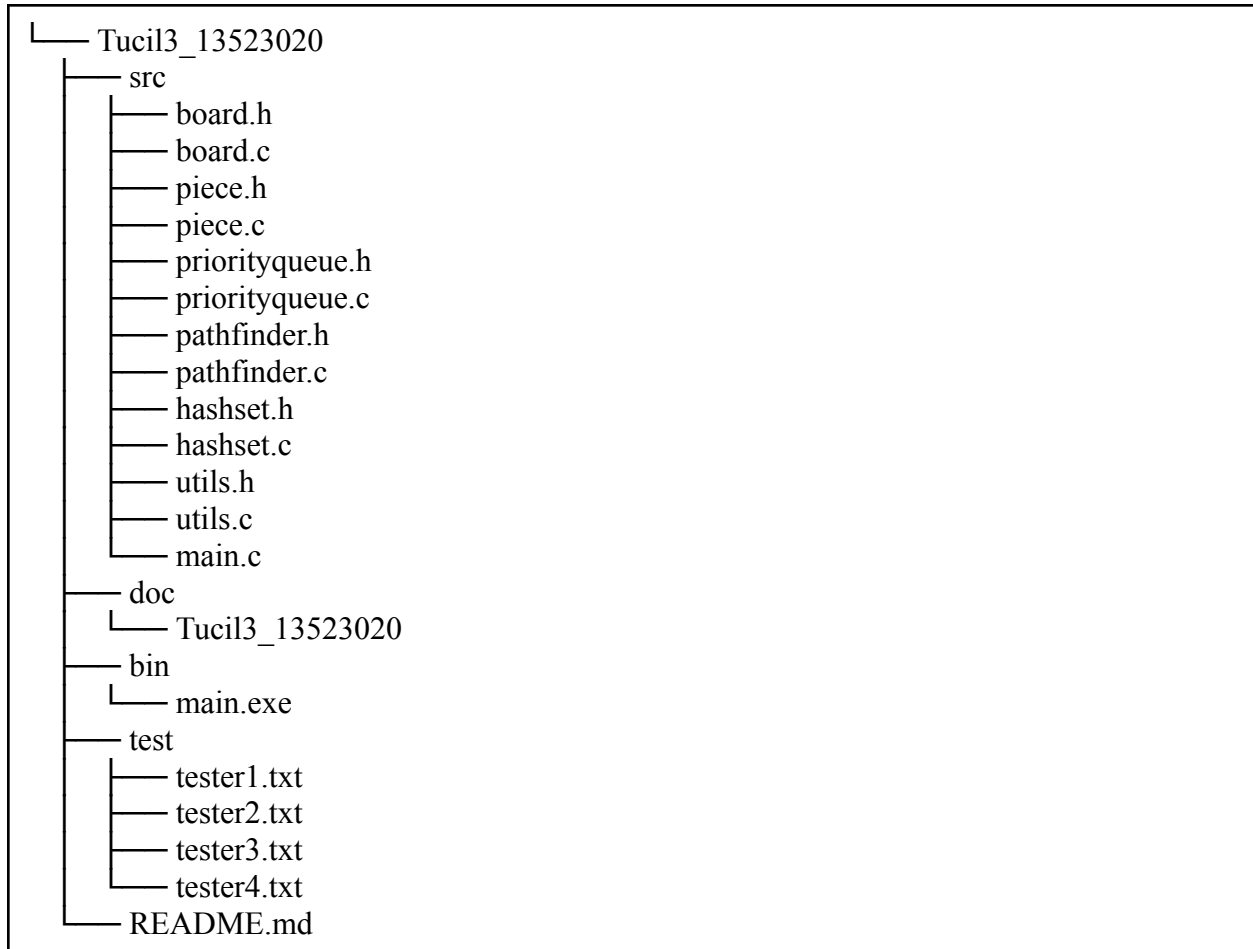 └── Tucil3_13523020
├── src
│ ├── board.h
│ ├── board.c
│ ├── piece.h
│ ├── piece.c
│ ├── priorityqueue.h
│ ├── priorityqueue.c
│ ├── pathfinder.h
│ ├── pathfinder.c
│ ├── hashset.h
│ ├── hashset.c
│ ├── utils.h
│ ├── utils.c
│ └── main.c
├── doc
│ └── Tucil3_13523020
├── bin
│ └── main.exe
├── test
│ ├── tester1.txt
│ ├── tester2.txt
│ ├── tester3.txt
│ └── tester4.txt
└── README.md